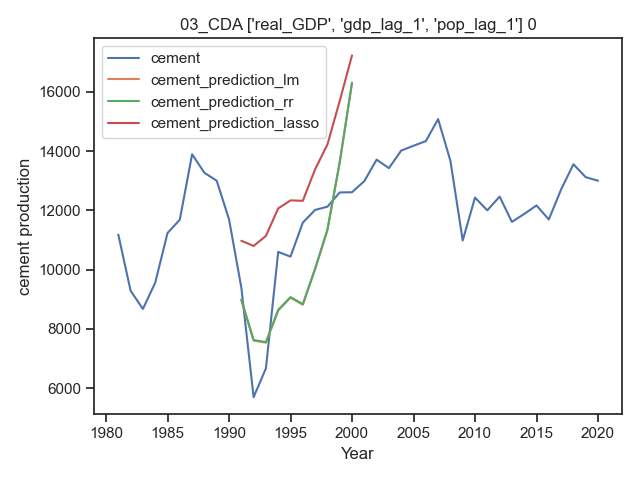 03_CDA ['real_GDP', 'gdp_lag_1', 'pop_lag_1'] 0
cement
cement_prediction_lm
cement_prediction_rr
cement_prediction_lasso
cement production
16000
14000
12000
10000
8000
6000
1980 1985 1990 1995 2000 2005 2010 2015 2020
Year